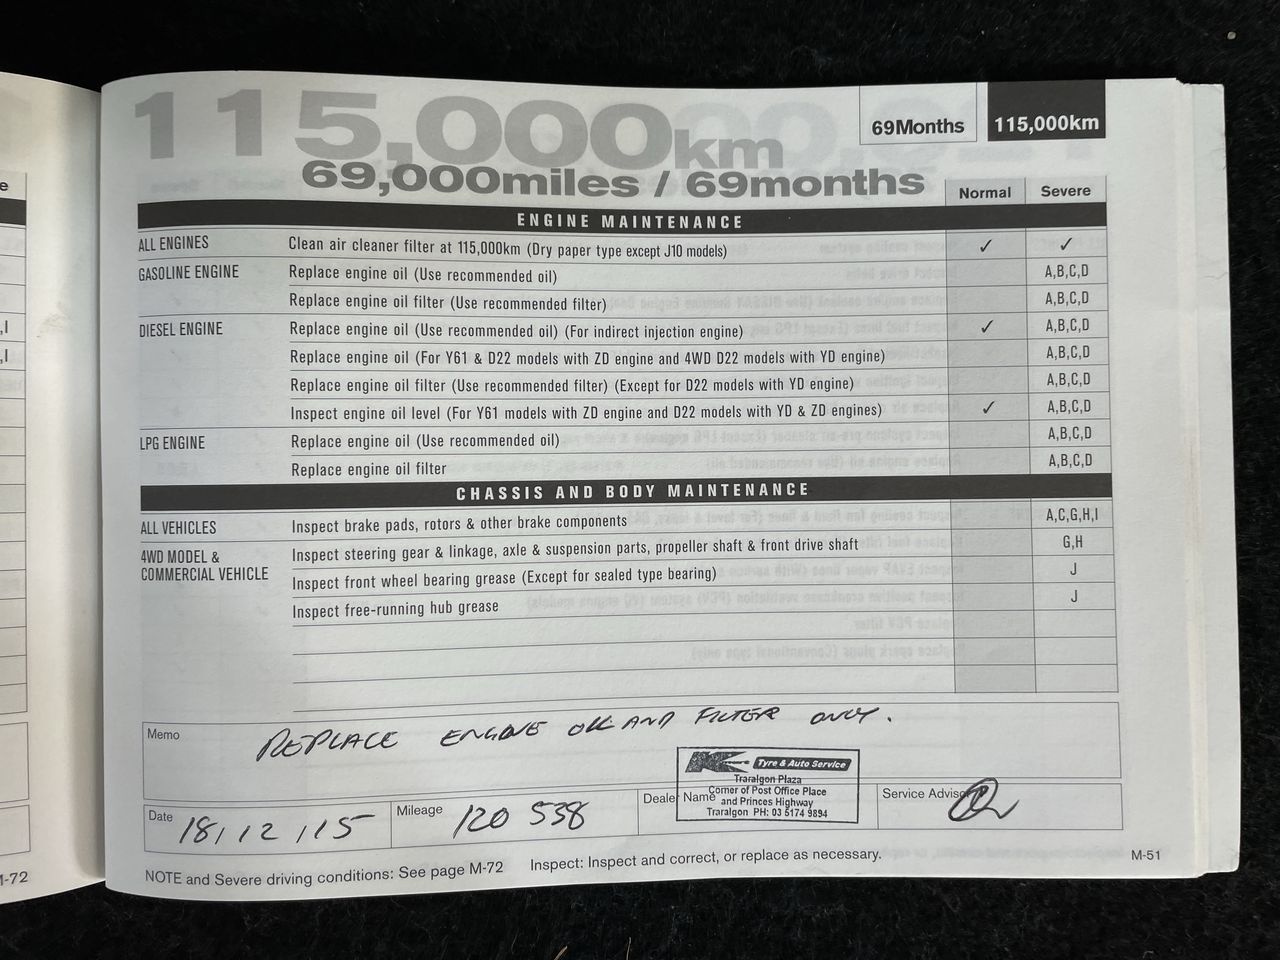 115,000km
69,000miles / 69months
69Months
115,000km
Normal
Severe
ENGINE MAINTENANCE
ALL ENGINES Clean air cleaner filter at 115,000km (Dry paper type except J10 models) ✓ ✓
GASOLINE ENGINE Replace engine oil (Use recommended oil) A,B,C,D
Replace engine oil filter (Use recommended filter) A,B,C,D
DIESEL ENGINE Replace engine oil (Use recommended oil) (For indirect injection engine) ✓ A,B,C,D
Replace engine oil (For Y61 & D22 models with ZD engine and 4WD D22 models with YD engine) A,B,C,D
Replace engine oil filter (Use recommended filter) (Except for D22 models with YD engine) A,B,C,D
Inspect engine oil level (For Y61 models with ZD engine and D22 models with YD & ZD engines) ✓ A,B,C,D
LPG ENGINE Replace engine oil (Use recommended oil) A,B,C,D
Replace engine oil filter A,B,C,D
CHASSIS AND BODY MAINTENANCE
ALL VEHICLES Inspect brake pads, rotors & other brake components A,C,G,H,I
4WD MODEL & Inspect steering gear & linkage, axle & suspension parts, propeller shaft & front drive shaft G,H
COMMERCIAL VEHICLE Inspect front wheel bearing grease (Except for sealed type bearing) J
Inspect free-running hub grease J
Memo REPLACE ENGINE OIL AND FILTER ONLY.
K
Tyre & Auto Service
Traralgon Plaza
Corner of Post Office Place
and Princes Highway
Traralgon PH: 03 5174 9894
Date 18/12/15
Mileage 120 538
Dealer Name
Service Advisor
NOTE and Severe driving conditions: See page M-72 Inspect: Inspect and correct, or replace as necessary.
M-51
-72